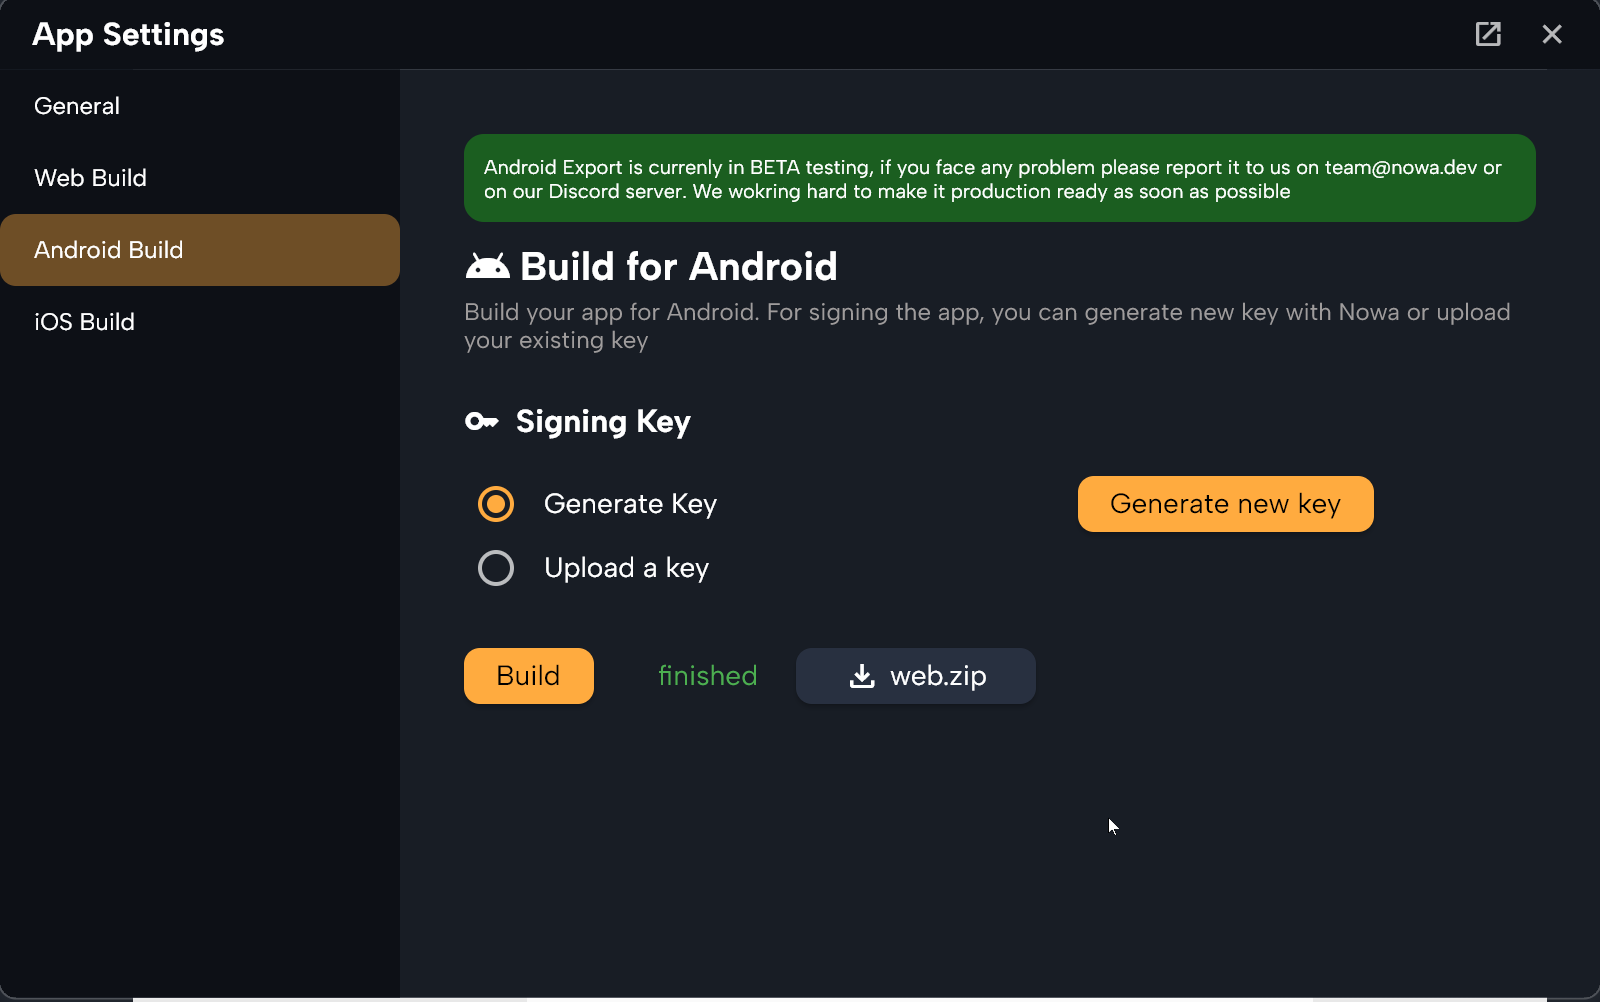 App Settings
General
Web Build
Android Build
iOS Build
Android Export is currenly in BETA testing, if you face any problem please report it to us on team@nowa.dev or
on our Discord server. We wokring hard to make it production ready as soon as possible
Build for Android
Build your app for Android. For signing the app, you can generate new key with Nowa or upload
your existing key
Signing Key
Generate Key
Generate new key
Upload a key
Build
finished
web.zip